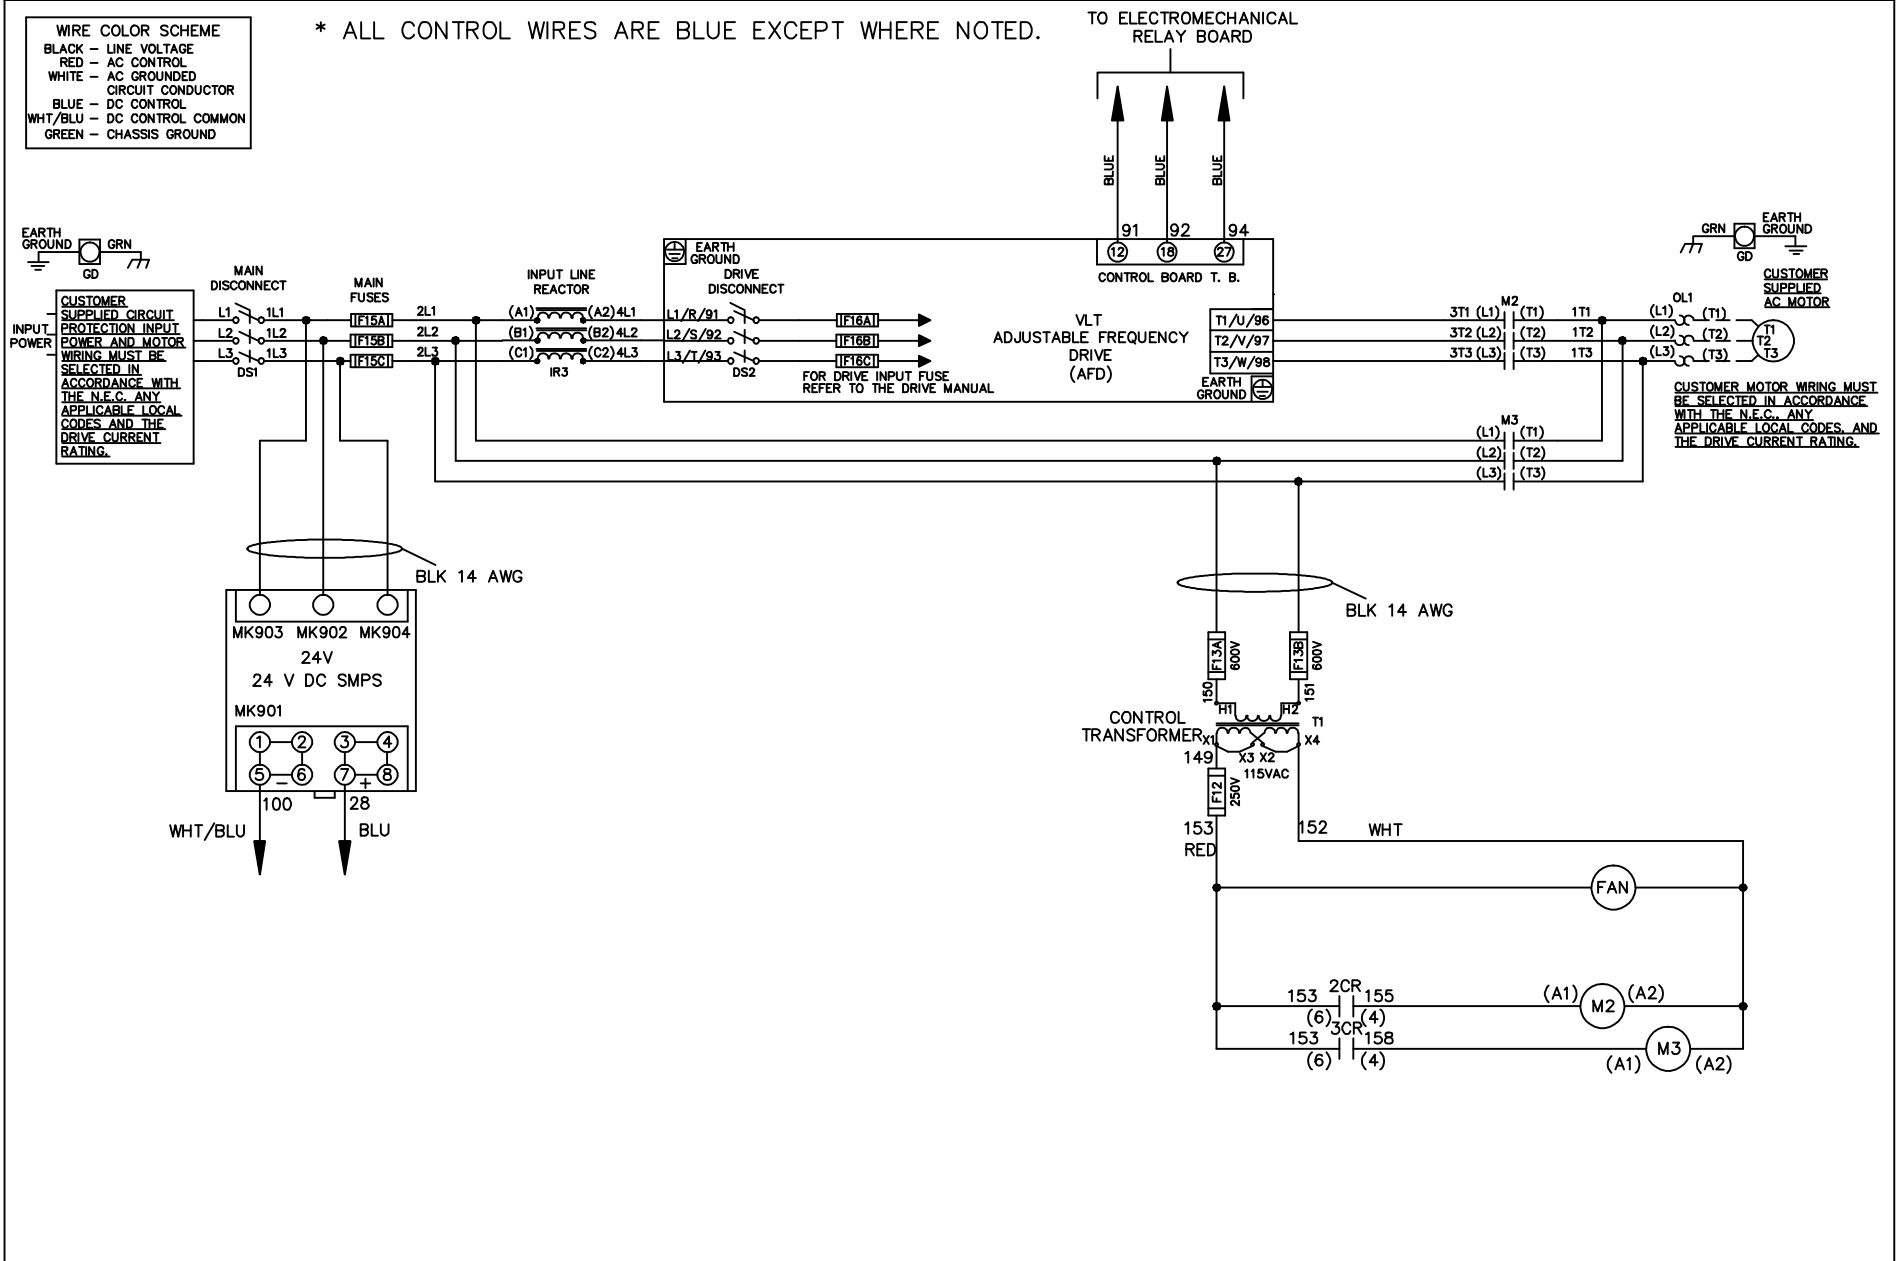 WIRE COLOR SCHEME
BLACK – LINE VOLTAGE
RED – AC CONTROL
WHITE – AC GROUNDED
CIRCUIT CONDUCTOR
BLUE – DC CONTROL
WHT/BLU – DC CONTROL COMMON
GREEN – CHASSIS GROUND
* ALL CONTROL WIRES ARE BLUE EXCEPT WHERE NOTED.
TO ELECTROMECHANICAL
RELAY BOARD
BLUE
BLUE
BLUE
91
92
94
12
18
27
CONTROL BOARD T. B.
EARTH
GROUND
GRN
GD
CUSTOMER
SUPPLIED CIRCUIT
PROTECTION INPUT
POWER AND MOTOR
WIRING MUST BE
SELECTED IN
ACCORDANCE WITH
THE N.E.C. ANY
APPLICABLE LOCAL
CODES AND THE
DRIVE CURRENT
RATING.
INPUT
POWER
MAIN
DISCONNECT
L1 1L1
L2 1L2
L3 1L3
DS1
MAIN
FUSES
F15A
F15B
F15C
2L1
2L2
2L3
INPUT LINE
REACTOR
(A1) (A2) 4L1
(B1) (B2) 4L2
(C1) (C2) 4L3
IR3
EARTH
GROUND
DRIVE
DISCONNECT
L1/R/91
L2/S/92
L3/T/93
DS2
F16A
F16B
F16C
FOR DRIVE INPUT FUSE
REFER TO THE DRIVE MANUAL
VLT
ADJUSTABLE FREQUENCY
DRIVE
(AFD)
T1/U/96
T2/V/97
T3/W/98
EARTH
GROUND
M2
3T1 (L1) (T1) 1T1
3T2 (L2) (T2) 1T2
3T3 (L3) (T3) 1T3
OL1
(L1) (T1)
(L2) (T2)
(L3) (T3)
T1
T2
T3
GRN
GD
EARTH
GROUND
CUSTOMER
SUPPLIED
AC MOTOR
CUSTOMER MOTOR WIRING MUST
BE SELECTED IN ACCORDANCE
WITH THE N.E.C., ANY
APPLICABLE LOCAL CODES, AND
THE DRIVE CURRENT RATING.
M3
(L1) (T1)
(L2) (T2)
(L3) (T3)
BLK 14 AWG
MK903 MK902 MK904
24V
24 V DC SMPS
MK901
1 2 3 4
5 – 6 7 + 8
100
28
WHT/BLU
BLU
BLK 14 AWG
F13A
600V
F13B
600V
150
151
H1 H2
T1
CONTROL
TRANSFORMER
X1
X3 X2
X4
149
115VAC
F12
250V
153
RED
152
WHT
FAN
2CR
153 155
(6) (4)
(A1) M2 (A2)
3CR
153 158
(6) (4)
(A1) M3 (A2)